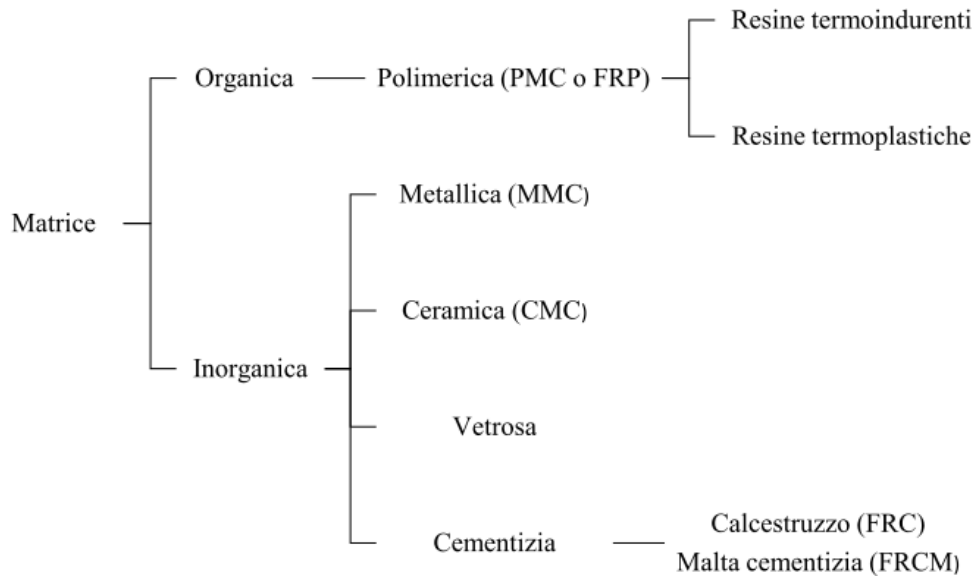 Resine termoindurenti
Organica
Polimerica (PMC o FRP)
Resine termoplastiche
Metallica (MMC)
Matrice
Ceramica (CMC)
Inorganica
Vetrosa
Cementizia
Calcestruzzo (FRC)
Malta cementizia (FRCM)